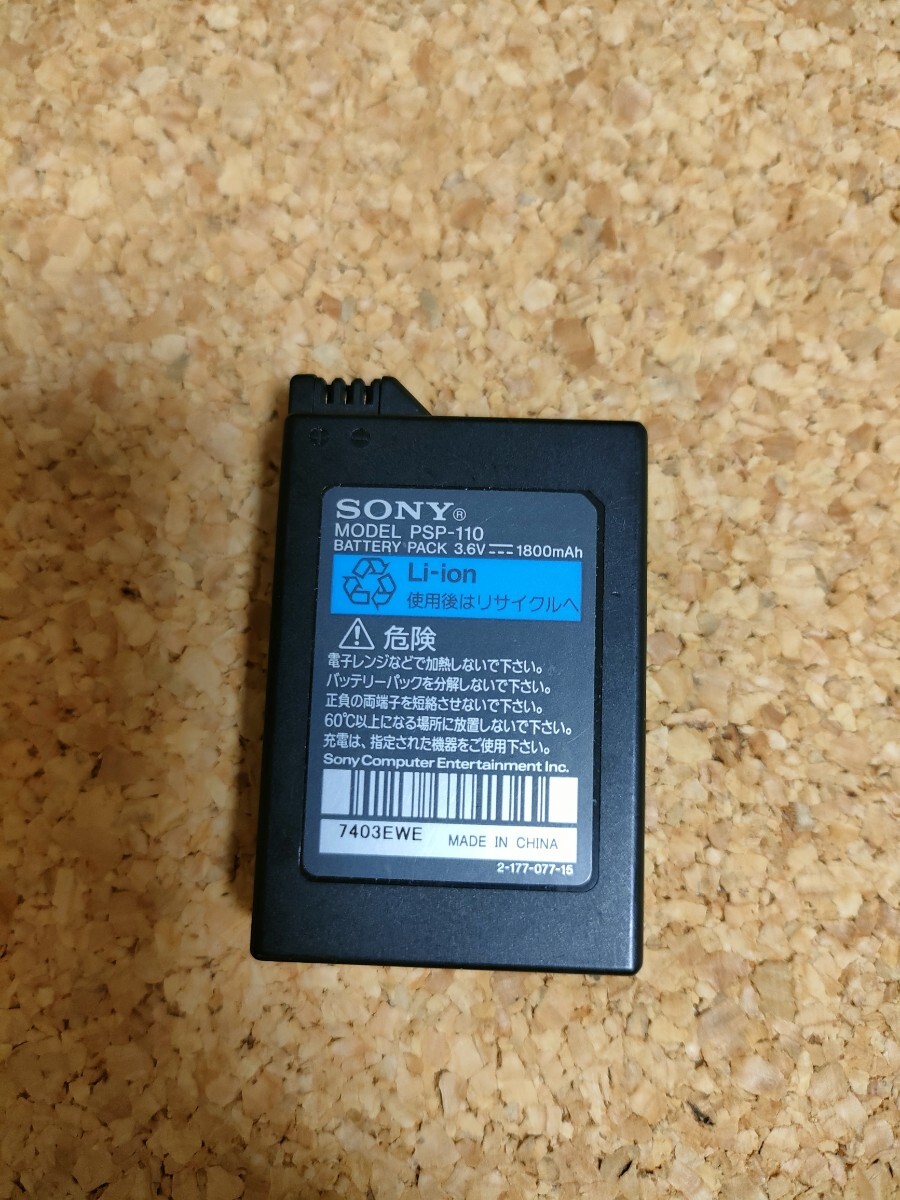 SONY®
MODEL PSP-110
BATTERY PACK 3.6V 1800mAh
Li-ion
使用後はリサイクルへ
危険
電子レンジなどで加熱しないで下さい。
バッテリーパックを分解しないで下さい。
正負の両端子を短絡させないで下さい。
60℃以上になる場所に放置しないで下さい。
充電は、指定された機器をご使用下さい。
Sony Computer Entertainment Inc.
7403EWE MADE IN CHINA
2-177-077-15